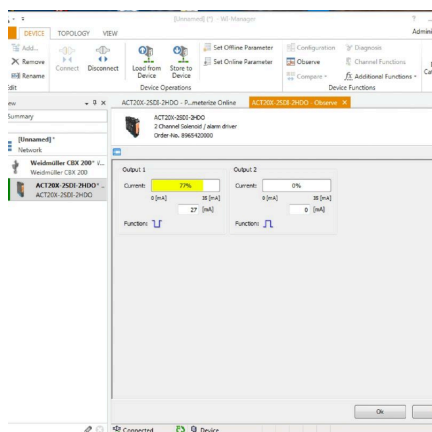 [Unnamed] (*) - WI-Manager
DEVICE TOPOLOGY VIEW
Add...
Remove
Rename
Connect Disconnect
Load from Device
Store to Device
Set Offline Parameter
Set Online Parameter
Configuration
Observe
Compare
Diagnosis
Channel Functions
Additional Functions
Device Operations
Device Functions
ACT20X-2SDI-2HDO - P...meterize Online
ACT20X-2SDI-2HDO - Observe
Summary
[Unnamed]*
Network
Weidmüller CBX 200*
Weidmüller CBX 200
ACT20X-2SDI-2HDO*
ACT20X-2SDI-2HDO
ACT20X-2SDI-2HDO
2 Channel Solenoid / alarm driver
Order-No. 8965420000
Output 1
Current: 77%
0 [mA] 35 [mA]
27 [mA]
Function:
Output 2
Current: 0%
0 [mA] 35 [mA]
0 [mA]
Function:
Ok
Connected
Device